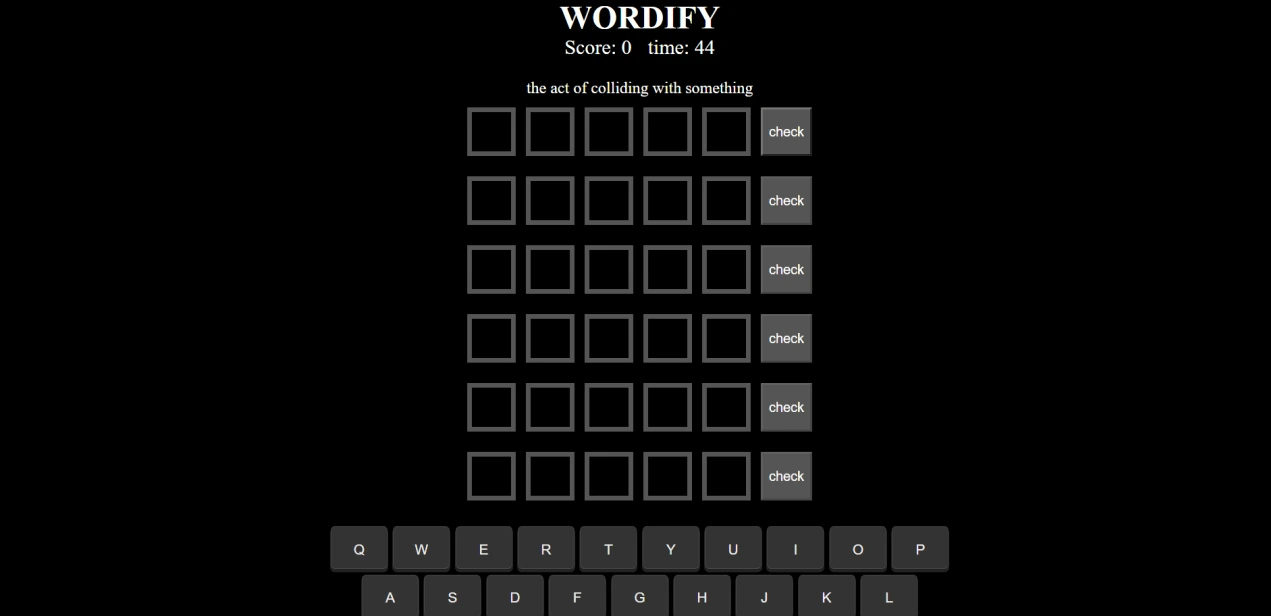 WORDIFY
Score: 0 time: 44
the act of colliding with something
check
check
check
check
check
check
Q W E R T Y U I O P
A S D F G H J K L